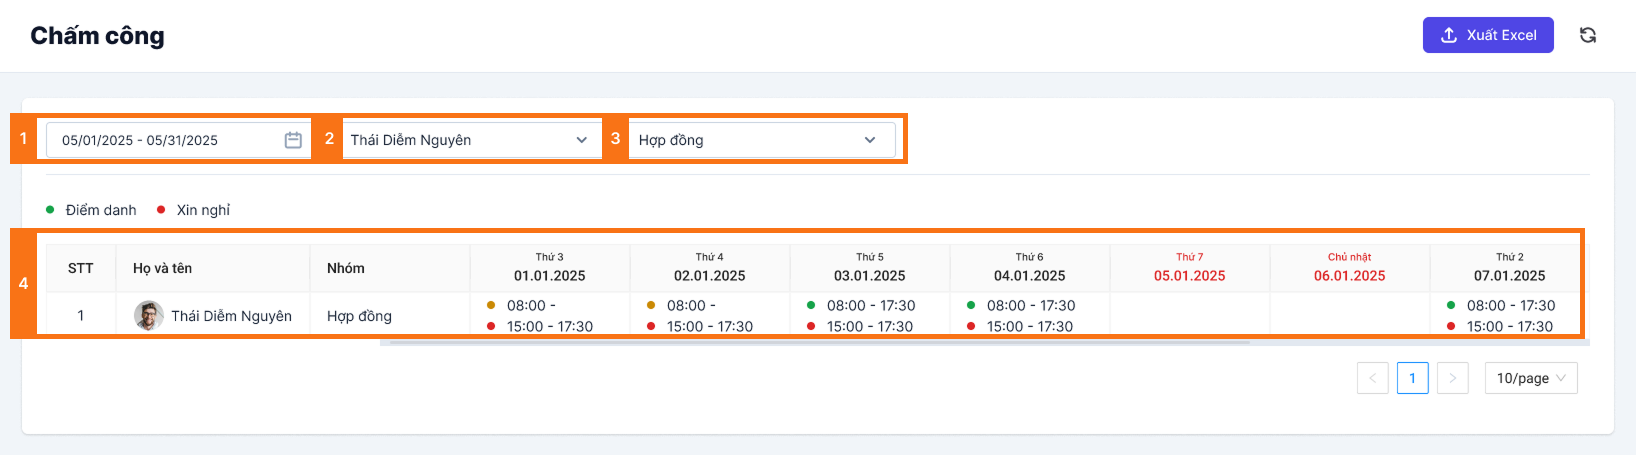 Chấm công
Xuất Excel
1 05/01/2025 - 05/31/2025 2 Thái Diễm Nguyên 3 Hợp đồng
Điểm danh Xin nghỉ
4
STT Họ và tên Nhóm Thứ 3 01.01.2025 Thứ 4 02.01.2025 Thứ 5 03.01.2025 Thứ 6 04.01.2025 Thứ 7 05.01.2025 Chủ nhật 06.01.2025 Thứ 2 07.01.2025
1 Thái Diễm Nguyên Hợp đồng
08:00 - 08:00 - 08:00 - 17:30 08:00 - 17:30 08:00 - 17:30
15:00 - 17:30 15:00 - 17:30 15:00 - 17:30 15:00 - 17:30 15:00 - 17:30
< 1 > 10/page